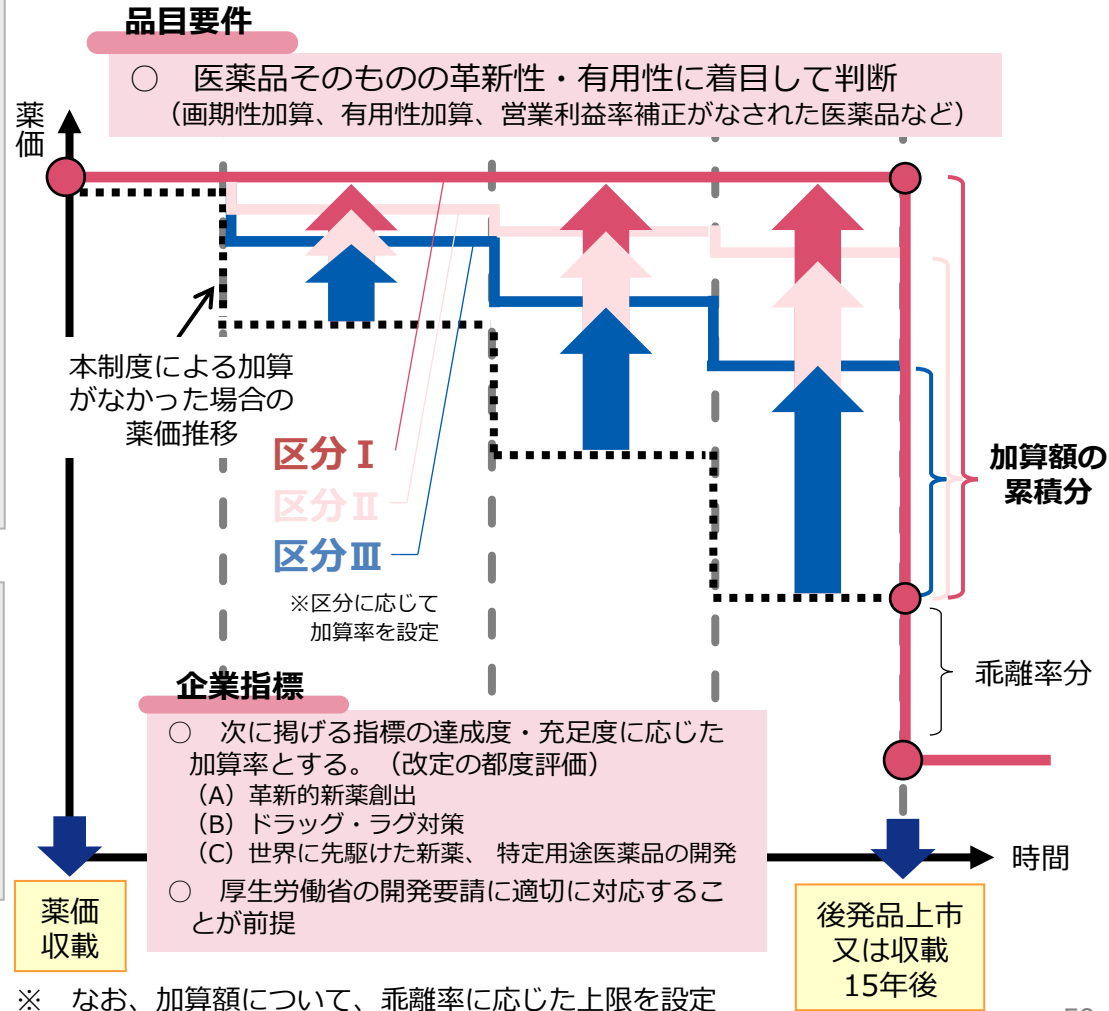 品目要件
○ 医薬品そのものの革新性・有用性に着目して判断
（画期性加算、有用性加算、営業利益率補正がなされた医薬品など）
薬価
本制度による加算
がなかった場合の
薬価推移
区分Ⅰ
区分Ⅱ
区分Ⅲ
※区分に応じて
加算率を設定
加算額の
累積分
乖離率分
企業指標
○ 次に掲げる指標の達成度・充足度に応じた
加算率とする。（改定の都度評価）
（A）革新的新薬創出
（B）ドラッグ・ラグ対策
（C）世界に先駆けた新薬、 特定用途医薬品の開発
○ 厚生労働省の開発要請に適切に対応するこ
とが前提
時間
薬価
収載
後発品上市
又は収載
15年後
※ なお、加算額について、乖離率に応じた上限を設定